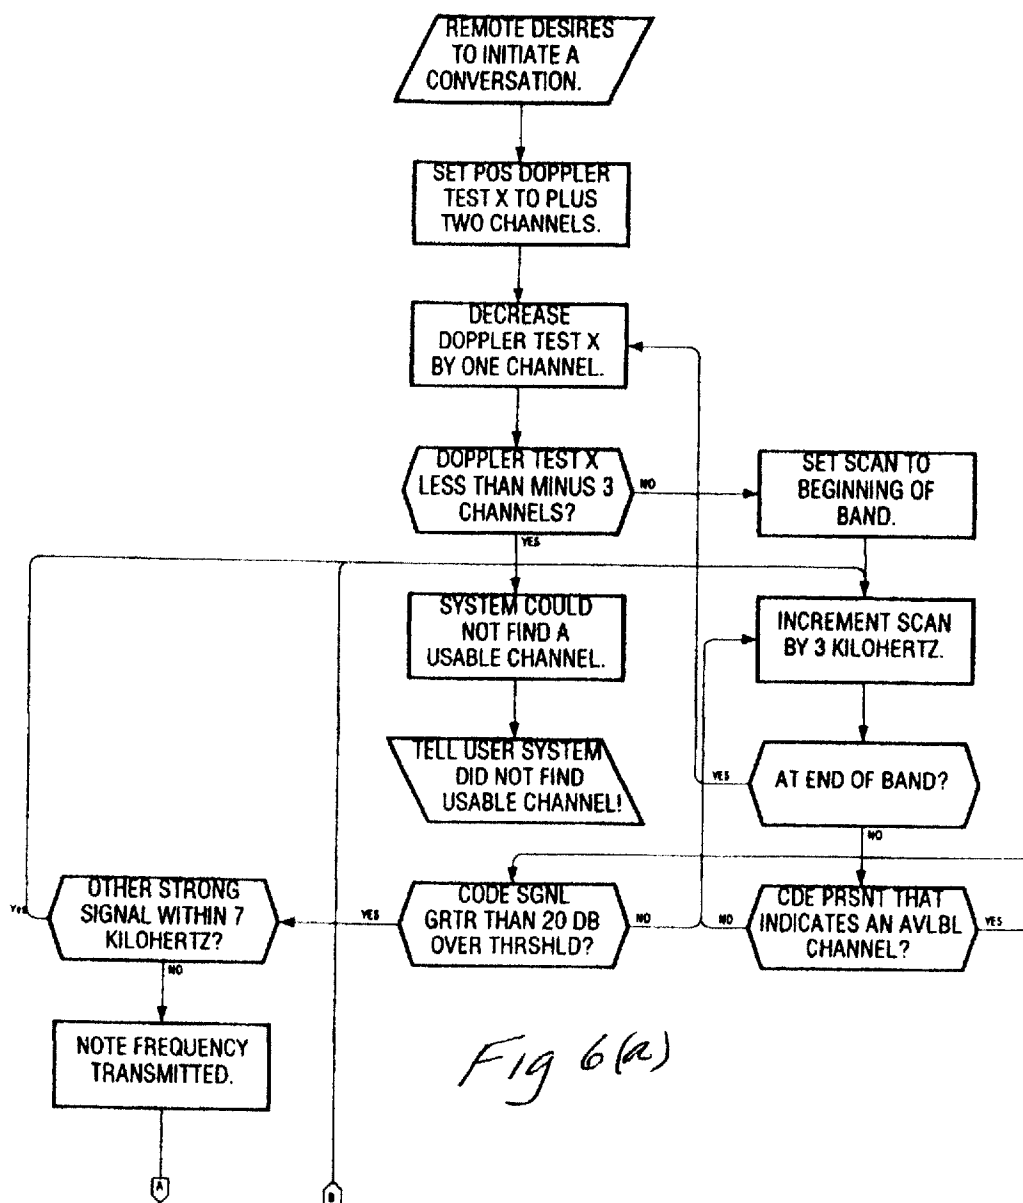 REMOTE DESIRES
TO INITIATE A
CONVERSATION.
SET POS DOPPLER
TEST X TO PLUS
TWO CHANNELS.
DECREASE
DOPPLER TEST X
BY ONE CHANNEL.
DOPPLER TEST X
LESS THAN MINUS 3
CHANNELS?
NO
YES
SET SCAN TO
BEGINNING OF
BAND.
SYSTEM COULD
NOT FIND A
USABLE CHANNEL.
INCREMENT SCAN
BY 3 KILOHERTZ.
TELL USER SYSTEM
DID NOT FIND
USABLE CHANNEL!
YES
AT END OF BAND?
NO
YES
OTHER STRONG
SIGNAL WITHIN 7
KILOHERTZ?
NO
YES
CODE SGNL
GRTR THAN 20 DB
OVER THRSHLD?
NO
NO
CDE PRSNT THAT
INDICATES AN AVLBL
CHANNEL?
YES
NOTE FREQUENCY
TRANSMITTED.
Fig 6(a)
A
B